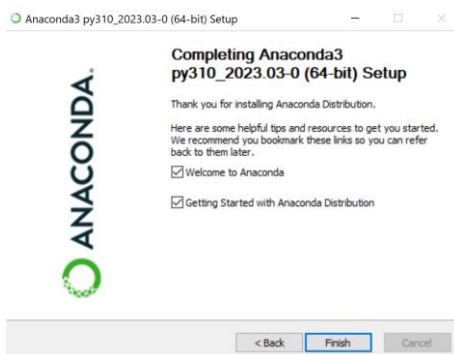 Anaconda3 py310_2023.03-0 (64-bit) Setup
Completing Anaconda3
py310_2023.03-0 (64-bit) Setup
Thank you for installing Anaconda Distribution.
Here are some helpful tips and resources to get you started.
We recommend you bookmark these links so you can refer
back to them later.
Welcome to Anaconda
Getting Started with Anaconda Distribution
ANACONDA.
< Back
Finish
Cancel